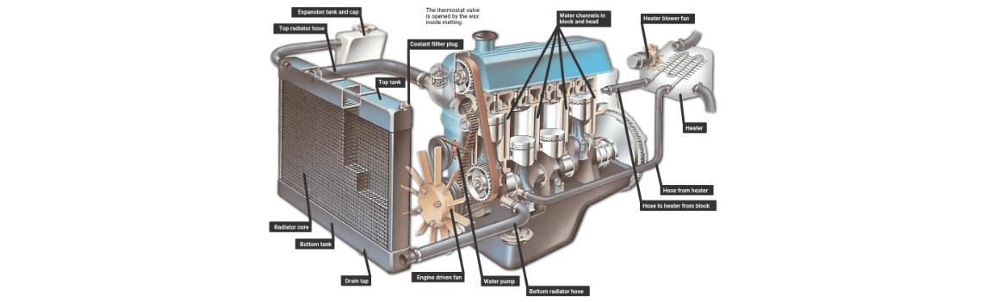 Expansion tank and cap
Top radiator hose
The thermostat valve
is opened by the wax
inside melting.
Coolant fillter plug
Top tank
Water channels in
block and head
Heater blower fan
Heater
Hose from heater
Hose to heater from block
Radiator core
Bottom tank
Drain tap
Engine driven fan
Water pump
Bottom radiator hose